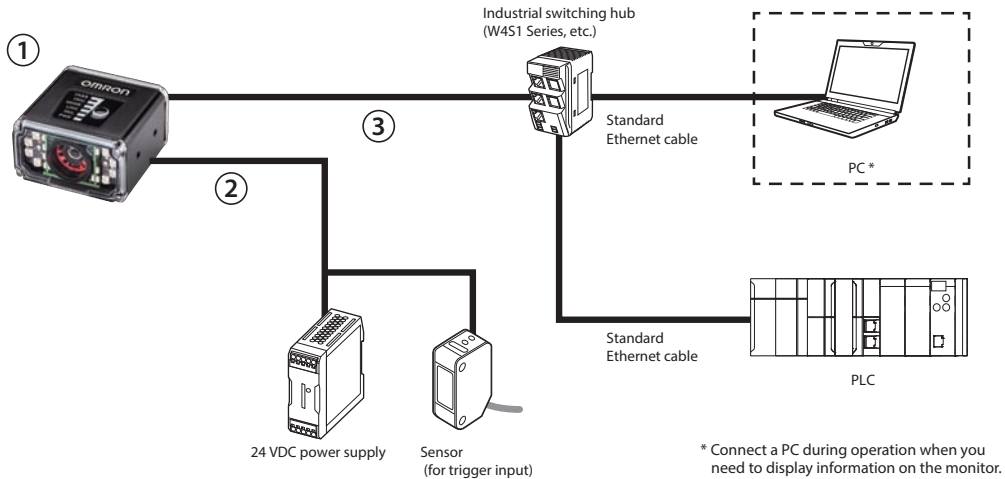 Industrial switching hub
(W4S1 Series, etc.)
①
OMRON
③
Standard
Ethernet cable
PC *
②
Standard
Ethernet cable
PLC
24 VDC power supply
Sensor
(for trigger input)
* Connect a PC during operation when you
need to display information on the monitor.